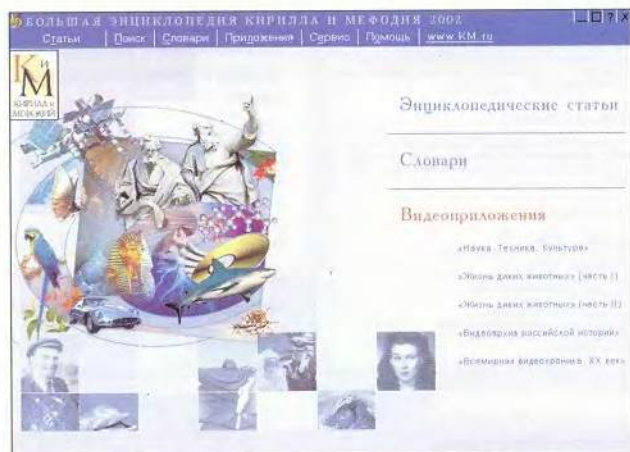 БОЛЬШАЯ ЭНЦИКЛОПЕДИЯ КИРИЛЛА И МЕФОДИЯ 2002
Статьи | Поиск | Словари | Приложения | Сервис | Помощь | www.KM.ru
К и М
КИРИЛЛ и
МЕФОДИЙ
Энциклопедические статьи
Словари
Видеоприложения
«Наука. Техника. Культура»
«Жизнь диких животных» (часть I)
«Жизнь диких животных» (часть II)
«Видеоархив российской истории»
«Всемирная видеохроника. XX век»